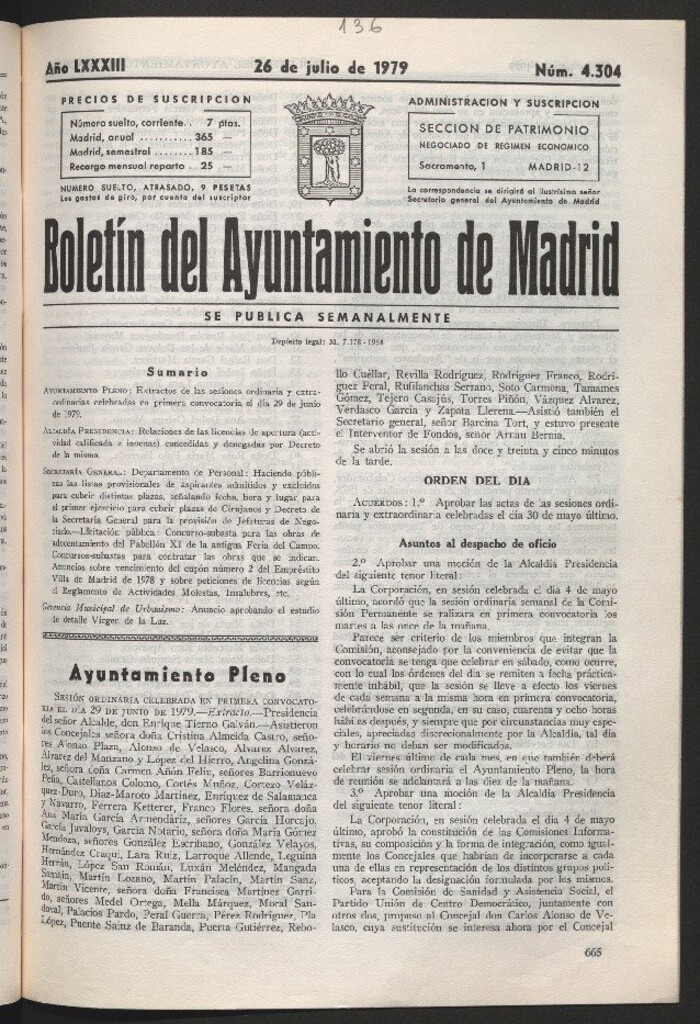 136
Año LXXXIII 26 de julio de 1979 Núm. 4.304
PRECIOS DE SUSCRIPCION
Número suelto, corriente. . 7 ptas.
Madrid, anual ........... 365 —
Madrid, semestral ........ 185 —
Recargo mensual reparto . 25 —
NUMERO SUELTO, ATRASADO, 9 PESETAS
Los gastos de giro, por cuenta del suscriptor
ADMINISTRACION Y SUSCRIPCION
SECCION DE PATRIMONIO
NEGOCIADO DE REGIMEN ECONOMICO
Sacramento, 1 MADRID-12
La correspondencia se dirigirá al ilustrísimo señor
Secretario general del Ayuntamiento de Madrid
Boletín del Ayuntamiento de Madrid
SE PUBLICA SEMANALMENTE
Depósito legal: M. 7.178 - 1958
Sumario
AYUNTAMIENTO PLENO: Extractos de las sesiones ordinaria y extra-
ordinarias celebradas en primera convocatoria el día 29 de junio
de 1979.
ALCALDÍA PRESIDENCIA: Relaciones de las licencias de apertura (acti-
vidad calificada e inocuas) concedidas y denegadas por Decreto
de la misma.
SECRETARÍA GENERAL: Departamento de Personal: Haciendo públi-
cas las listas provisionales de aspirantes admitidos y excluidos
para cubrir distintas plazas, señalando fecha, hora y lugar para
el primer ejercicio para cubrir plazas de Cirujanos y Decreto de
la Secretaría General para la provisión de Jefaturas de Nego-
ciado.—Licitación pública: Concurso-subasta para las obras de
adecentamiento del Pabellón XI de la antigua Feria del Campo.
Concursos-subastas para contratar las obras que se indican.
Anuncios sobre vencimiento del cupón número 2 del Empréstito
Villa de Madrid de 1978 y sobre peticiones de licencias según
el Reglamento de Actividades Molestas, Insalubres, etc.
Gerencia Municipal de Urbanismo: Anuncio aprobando el estudio
de detalle Virgen de la Luz.
Ayuntamiento Pleno
SESIÓN ORDINARIA CELEBRADA EN PRIMERA CONVOCATO-
RIA EL DÍA 29 DE JUNIO DE 1979.—Extracto.—Presidencia
del señor Alcalde, don Enrique Tierno Galván.—Asistieron
los Concejales señora doña Cristina Almeida Castro, seño-
res Alonso Plaza, Alonso de Velasco, Alvarez Alvarez,
Alvarez del Manzano y López del Hierro, Angelina Gonzá-
lez, señora doña Carmen Añón Feliú, señores Barrionuevo
Peña, Castellanos Colomo, Cortés Muñoz, Cortezo Veláz-
quez-Duro, Díaz-Maroto Martínez, Enríquez de Salamanca
y Navarro, Ferrera Ketterer, Franco Flores, señora doña
Ana María García Armendáriz, señores García Horcajo,
García Javaloys, García Notario, señora doña María Gómez
Mendoza, señores González Escribano, González Velayos,
Hernández Craqui, Lara Ruiz, Larroque Allende, Leguina
Herrán, López San Román, Luxán Meléndez, Mangada
Samaín, Martín Lozano, Martín Palacín, Martín Sanz,
Martín Vicente, señora doña Francisca Martínez Garri-
do, señores Medel Ortega, Mella Márquez, Moral San-
doval, Palacios Pardo, Peral Guerra, Pérez Rodríguez, Pla
López, Puente Sainz de Baranda, Puerta Gutiérrez, Rebo-
llo Cuéllar, Revilla Rodríguez, Rodríguez Franco, Rodrí-
guez Peral, Rufilanchas Serrano, Soto Carmona, Tamames
Gómez, Tejero Casajús, Torres Piñón, Vázquez Alvarez,
Verdasco García y Zapata Llerena.—Asistió también el
Secretario general, señor Barcina Tort, y estuvo presente
el Interventor de Fondos, señor Arnau Bernia.
Se abrió la sesión a las doce y treinta y cinco minutos
de la tarde.
ORDEN DEL DIA
ACUERDOS: 1.º Aprobar las actas de las sesiones ordi-
naria y extraordinaria celebradas el día 30 de mayo último.
Asuntos al despacho de oficio
2.º Aprobar una moción de la Alcaldía Presidencia
del siguiente tenor literal:
La Corporación, en sesión celebrada el día 4 de mayo
último, acordó que la sesión ordinaria semanal de la Comi-
sión Permanente se ralizara en primera convocatoria los
martes a las once de la mañana.
Parece ser criterio de los miembros que integran la
Comisión, aconsejado por la conveniencia de evitar que la
convocatoria se tenga que celebrar en sábado, como ocurre,
con lo cual los órdenes del día se remiten a fecha práctica-
mente inhábil, que la sesión se lleve a efecto los viernes
de cada semana a la misma hora en primera convocatoria,
celebrándose en segunda, en su caso, cuarenta y ocho horas
hábiles después, y siempre que por circunstancias muy espe-
ciales, apreciadas discrecionalmente por la Alcaldía, tal día
y horario no deban ser modificados.
El viernes último de cada mes, en que también deberá
celebrar sesión ordinaria el Ayuntamiento Pleno, la hora
de reunión se adelantará a las diez de la mañana.
3.º Aprobar una moción de la Alcaldía Presidencia
del siguiente tenor literal:
La Corporación, en sesión celebrada el día 4 de mayo
último, aprobó la constitución de las Comisiones Informa-
tivas, su composición y la forma de integración, como igual-
mente los Concejales que habrían de incorporarse a cada
una de ellas en representación de los distintos grupos polí-
ticos, aceptando la designación formulada por los mismos.
Para la Comisión de Sanidad y Asistencia Social, el
Partido Unión de Centro Democrático, juntamente con
otros dos, propuso al Concejal don Carlos Alonso de Ve-
lasco, cuya sustitución se interesa ahora por el Concejal
665